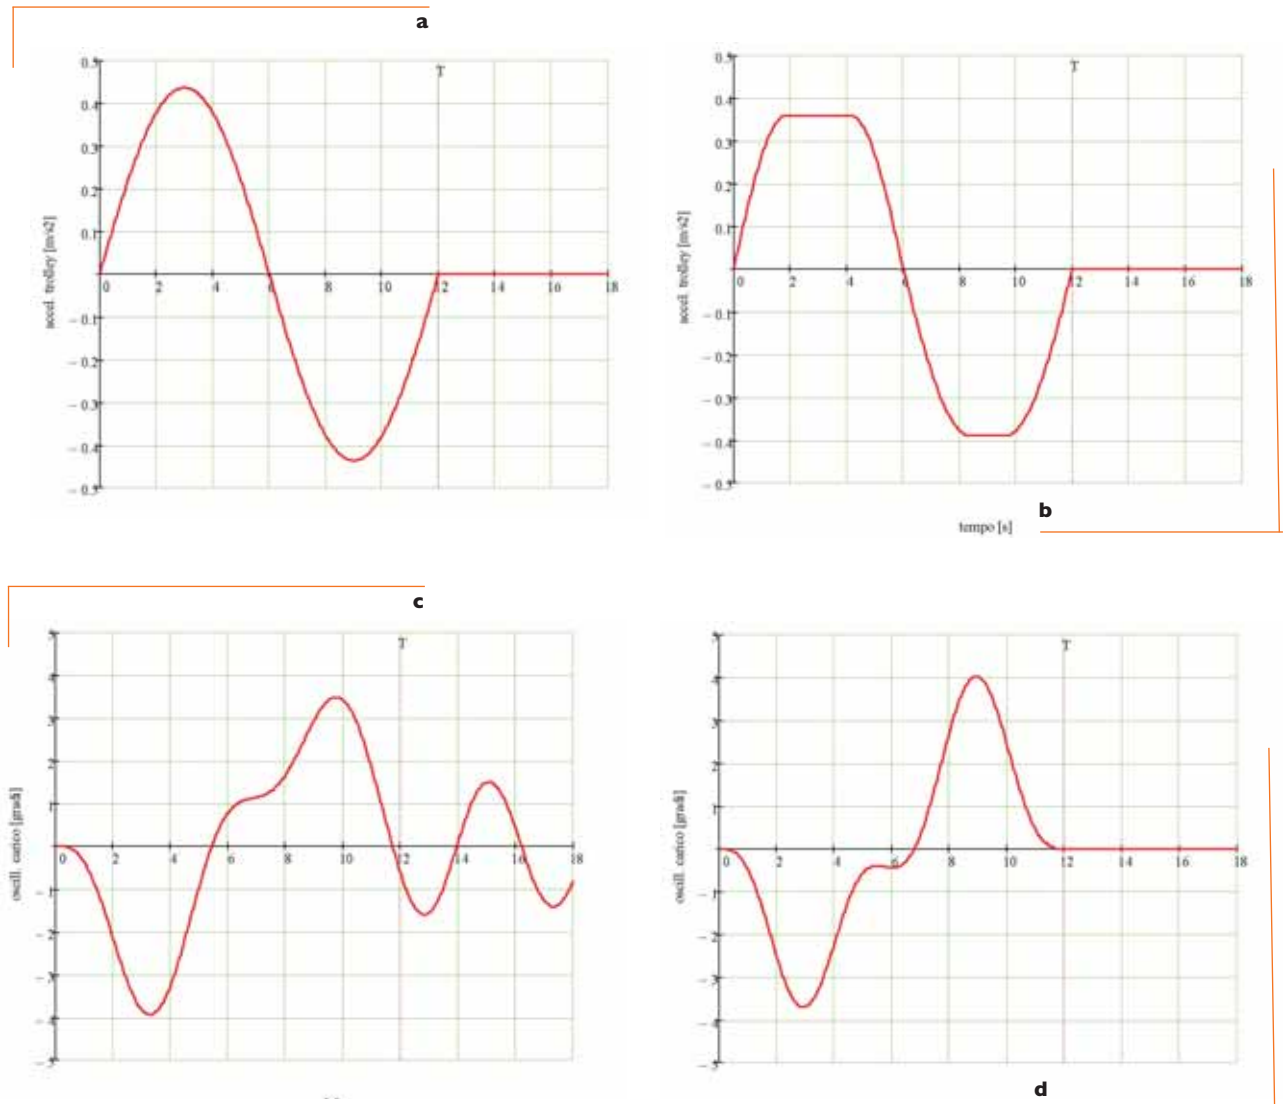 a
T
0.5
0.4
0.3
0.2
0.1
0 2 4 6 8 10 12 14 16 18
− 0.1
− 0.2
− 0.3
− 0.4
− 0.5
accel. trolley [m/s2]
T
0.5
0.4
0.3
0.2
0.1
0 2 4 6 8 10 12 14 16 18
− 0.1
− 0.2
− 0.3
− 0.4
− 0.5
accel. trolley [m/s2]
b
tempo [s]
c
T
5
4
3
2
1
0 2 4 6 8 10 12 14 16 18
− 1
− 2
− 3
− 4
− 5
oscill. carico [gradi]
T
5
4
3
2
1
0 2 4 6 8 10 12 14 16 18
− 1
− 2
− 3
− 4
− 5
oscill. carico [gradi]
d